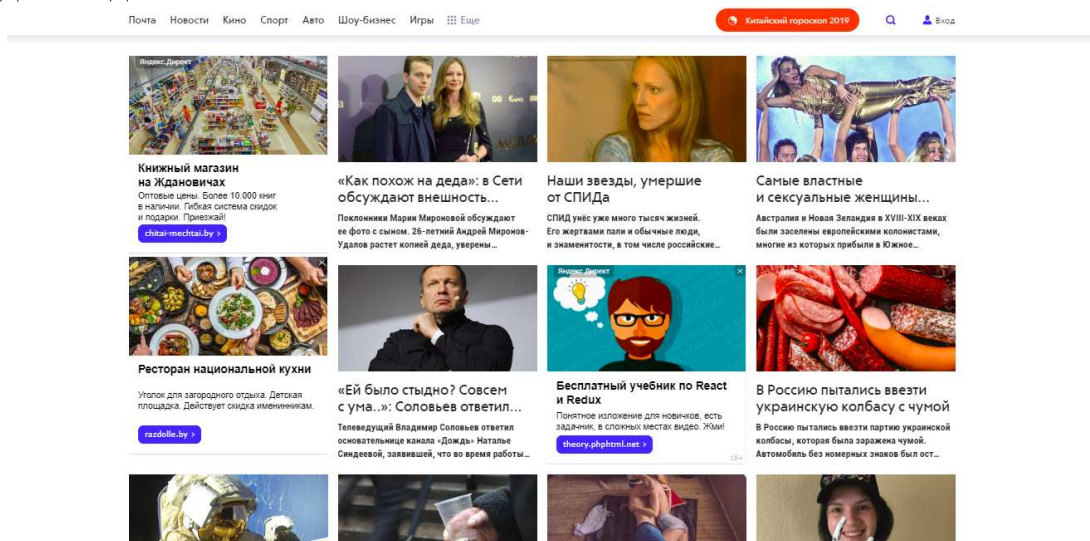 Почта Новости Кино Спорт Авто Шоу-бизнес Игры Еще
Китайский гороскоп 2019
Вход
Яндекс.Директ
Книжный магазин
на Ждановичах
Оптовые цены. Более 10.000 книг
в наличии. Гибкая система скидок
и подарки. Приезжай!
chitai-mechtai.by >
«Как похож на деда»: в Сети
обсуждают внешность...
Поклонники Марии Мироновой обсуждают
ее фото с сыном. 26-летний Андрей Миронов-
Удалов растет копией деда, уверены...
Наши звезды, умершие
от СПИДа
СПИД унёс уже много тысяч жизней.
Его жертвами пали и обычные люди,
и знаменитости, в том числе российские...
Самые властные
и сексуальные женщины...
Австралия и Новая Зеландия в XVIII-XIX веках
были заселены европейскими колонистами,
многие из которых прибыли в Южное...
Ресторан национальной кухни
Уголок для загородного отдыха. Детская
площадка. Действует скидка именинникам.
razdolle.by >
«Ей было стыдно? Совсем
с ума..»: Соловьев ответил...
Телеведущий Владимир Соловьев ответил
основательнице канала «Дождь» Наталье
Синдеевой, заявившей, что во время работы...
Яндекс.Директ
Бесплатный учебник по React
и Redux
Понятное изложение для новичков, есть
задачник, в сложных местах видео. Жми!
theory.phphtml.net >
18+
В Россию пытались ввезти
украинскую колбасу с чумой
В Россию пытались ввезти партию украинской
колбасы, которая была заражена чумой.
Автомобиль без номерных знаков был ост...